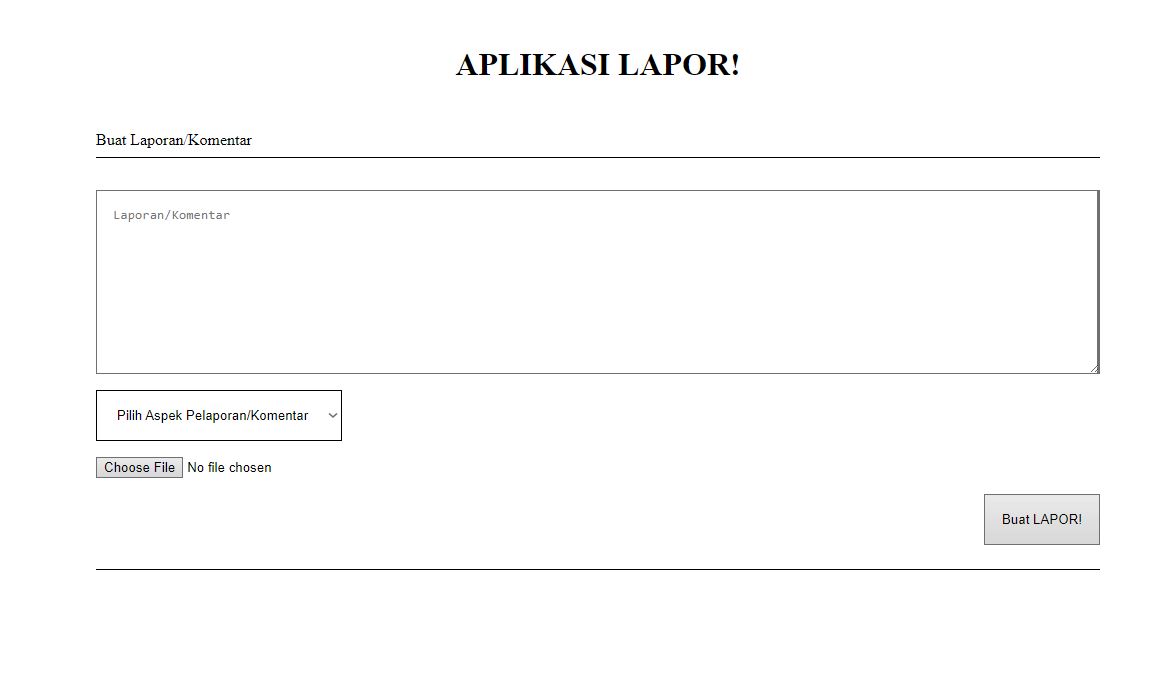 APLIKASI LAPOR!
Buat Laporan/Komentar
Laporan/Komentar
Pilih Aspek Pelaporan/Komentar
Choose File No file chosen
Buat LAPOR!